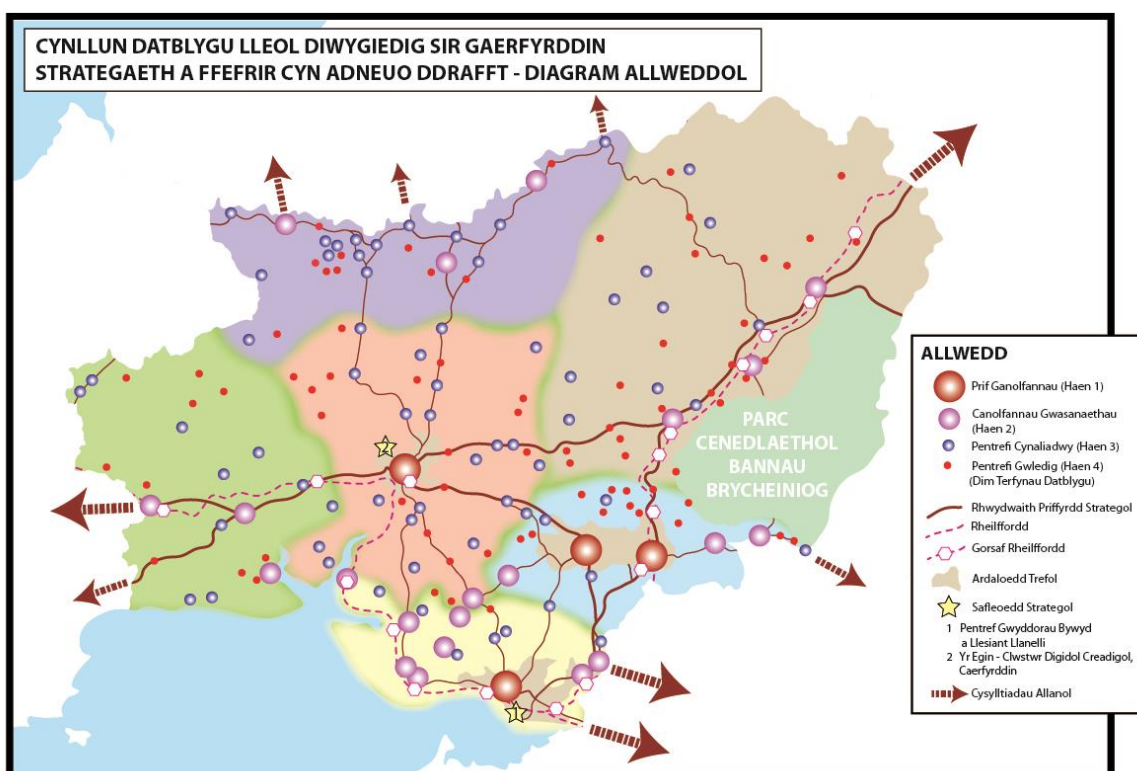 CYNLLUN DATBLYGU LLEOL DIWYGIEDIG SIR GAERFYRDDIN
STRATEGAETH A FFEFRIR CYN ADNEUO DDRAFFT - DIAGRAM ALLWEDDOL
2
PARC
CENEDLAETHOL
BANNAU
BRYCHEINIOG
1
ALLWEDD
Prif Ganolfannau (Haen 1)
Canolfannau Gwasanaethau
(Haen 2)
Pentrefi Cynaliadwy (Haen 3)
Pentrefi Gwledig (Haen 4)
(Dim Terfynau Datblygu)
Rhwydwaith Priffyrdd Strategol
Rheilffordd
Gorsaf Rheilffordd
Ardaloedd Trefol
Safleoedd Strategol
1 Pentref Gwyddorau Bywyd
a Llesiant Llanelli
2 Yr Egin - Clwstwr Digidol Creadigol,
Caerfyrddin
Cysylltiadau Allanol